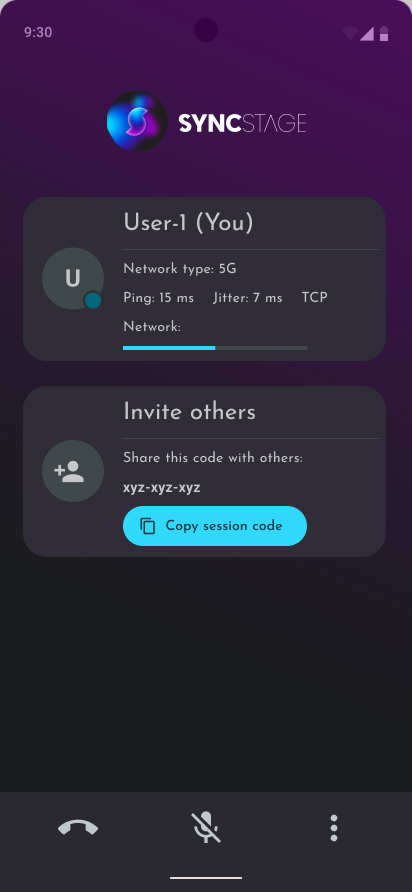 9:30
SYNCSTAGE
User-1 (You)
U
Network type: 5G
Ping: 15 ms Jitter: 7 ms TCP
Network:
Invite others
Share this code with others:
xyz-xyz-xyz
Copy session code